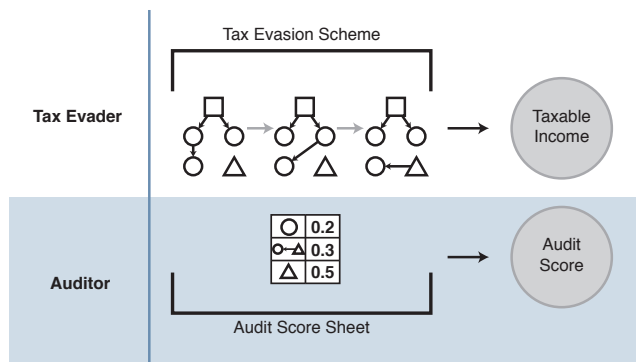 Tax Evasion Scheme
Tax Evader
Taxable
Income
0.2
0.3
0.5
Auditor
Audit
Score
Audit Score Sheet